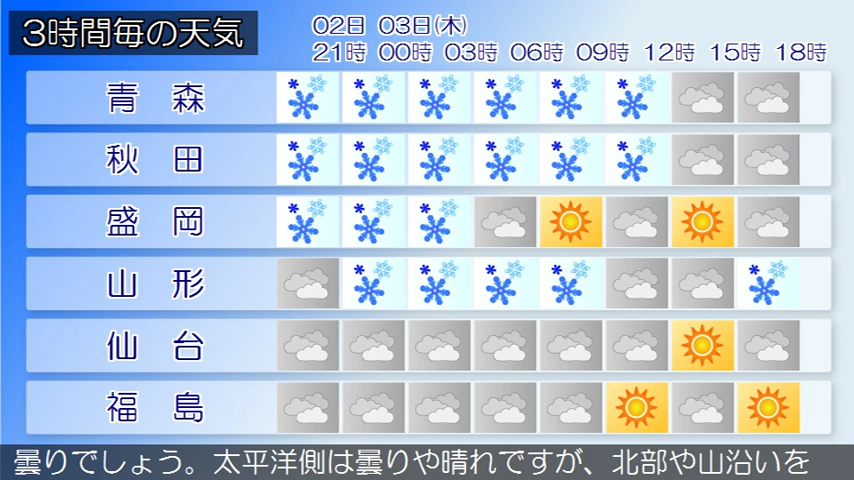 3時間毎の天気
02日 03日(木)
21時 00時 03時 06時 09時 12時 15時 18時
青森
秋田
盛岡
山形
仙台
福島
曇りでしょう。太平洋側は曇りや晴れですが、北部や山沿いを